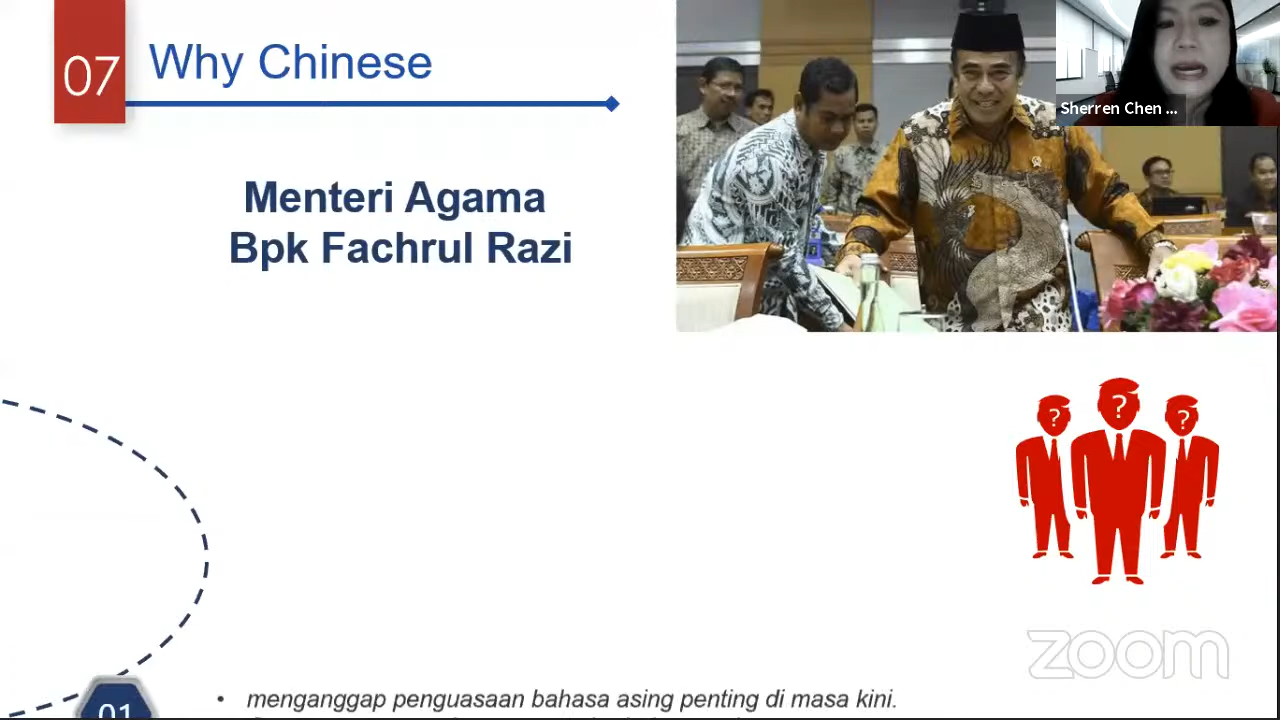 07
Why Chinese
Sherren Chen ...
Menteri Agama
Bpk Fachrul Razi
?
?
?
zoom
01
• menganggap penguasaan bahasa asing penting di masa kini.